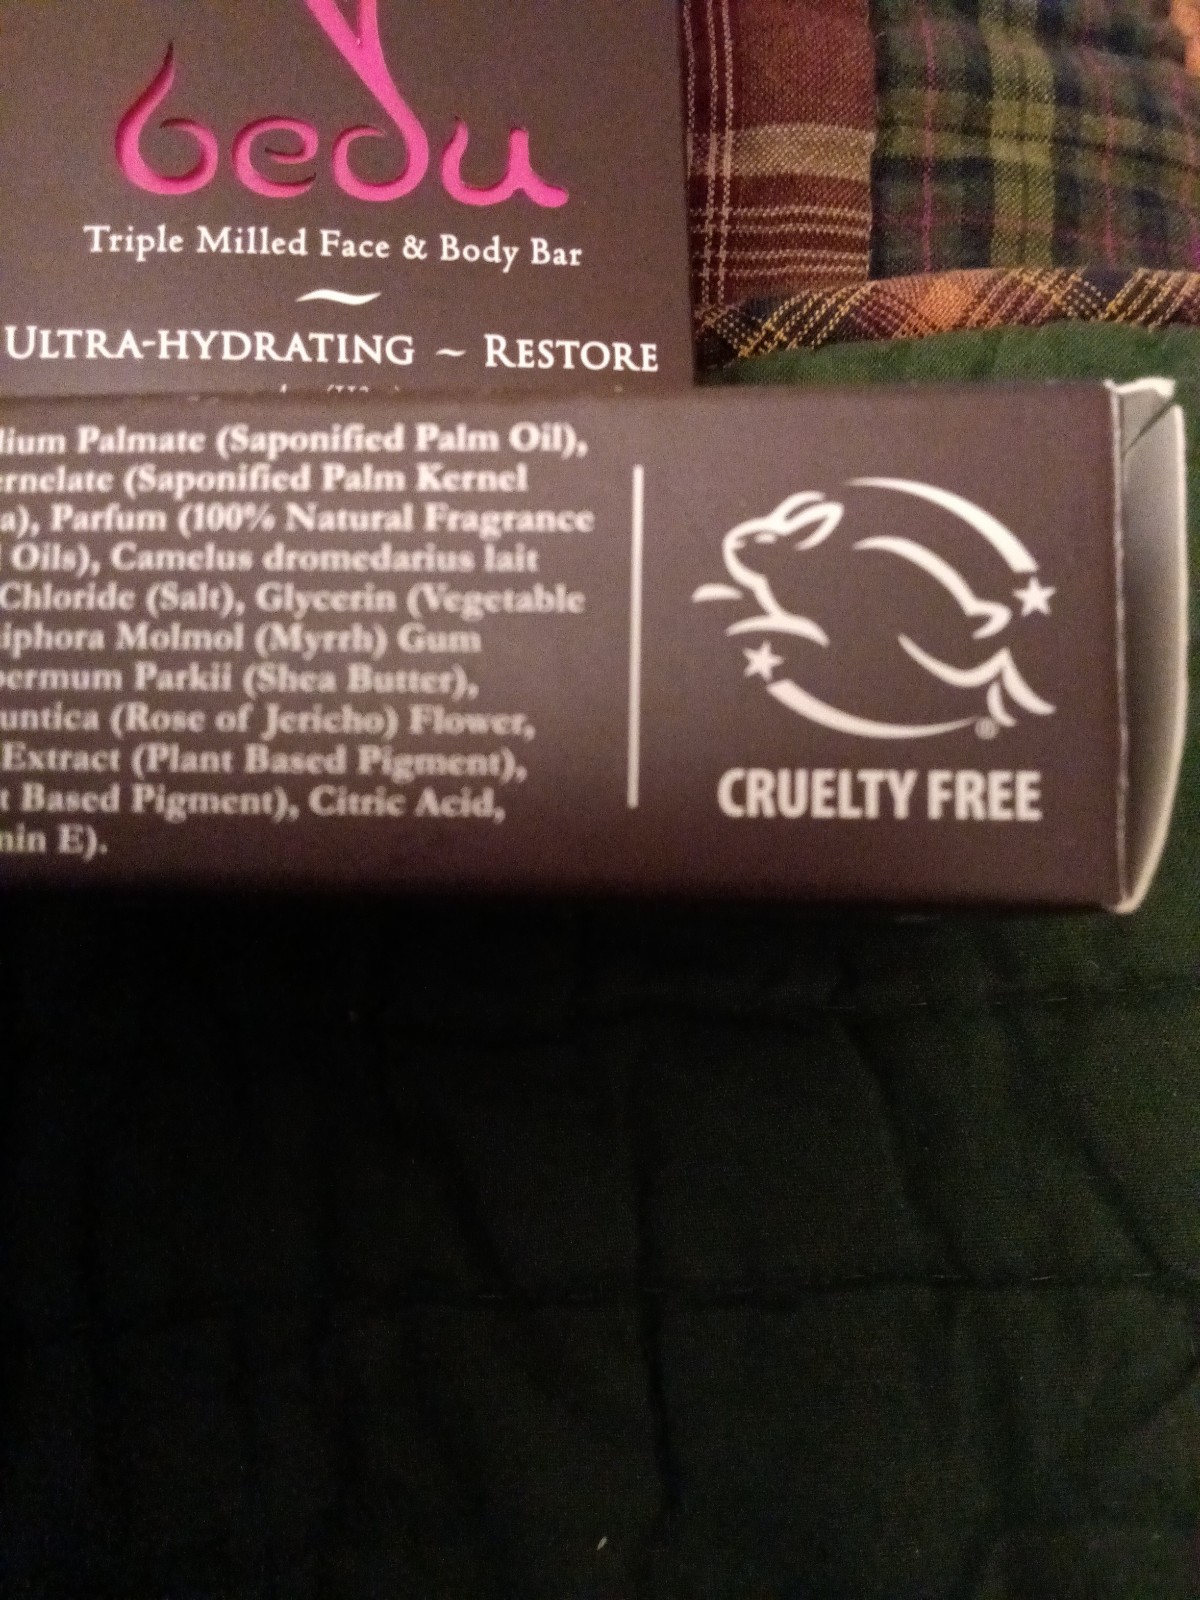 bedu
Triple Milled Face & Body Bar
~
ULTRA-HYDRATING ~ RESTORE
lium Palmate (Saponified Palm Oil),
ernelate (Saponified Palm Kernel
a), Parfum (100% Natural Fragrance
l Oils), Camelus dromedarius lait
Chloride (Salt), Glycerin (Vegetable
iphora Molmol (Myrrh) Gum
permum Parkii (Shea Butter),
untica (Rose of Jericho) Flower,
Extract (Plant Based Pigment),
t Based Pigment), Citric Acid,
min E).
®
CRUELTY FREE